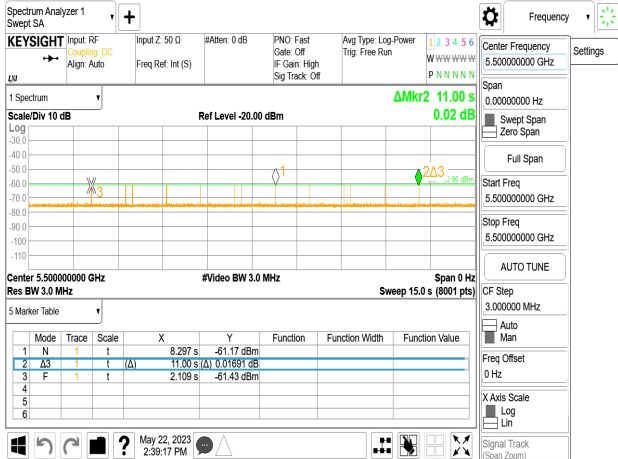 Spectrum Analyzer 1
Swept SA
Frequency
KEYSIGHT
Input: RF
Coupling: DC
Align: Auto
Input Z: 50 Ω
Freq Ref: Int (S)
#Atten: 0 dB
PNO: Fast
Gate: Off
IF Gain: High
Sig Track: Off
Avg Type: Log-Power
Trig: Free Run
1 2 3 4 5 6
W W W W W W
P N N N N N
LXI
1 Spectrum
Scale/Div 10 dB
Ref Level -20.00 dBm
ΔMkr2 11.00 s
0.02 dB
Log
-30.0
-40.0
-50.0
-60.0
-70.0
-80.0
-90.0
-100
-110
3
1
2Δ3
Center 5.500000000 GHz
Res BW 3.0 MHz
#Video BW 3.0 MHz
Span 0 Hz
Sweep 15.0 s (8001 pts)
5 Marker Table
Mode Trace Scale X Y Function Function Width Function Value
1 N 1 t 8.297 s -61.17 dBm
2 Δ3 1 t (Δ) 11.00 s (Δ) 0.01691 dB
3 F 1 t 2.109 s -61.43 dBm
4
5
6
?
May 22, 2023
2:39:17 PM
Center Frequency
5.500000000 GHz
Settings
Span
0.00000000 Hz
Swept Span
Zero Span
Full Span
Start Freq
5.500000000 GHz
Stop Freq
5.500000000 GHz
AUTO TUNE
CF Step
3.000000 MHz
Auto
Man
Freq Offset
0 Hz
X Axis Scale
Log
Lin
Signal Track
(Span Zoom)